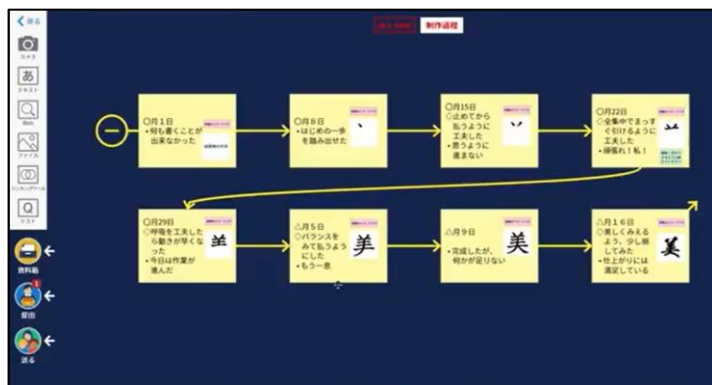 戻る
制作過程
カメラ
あ
テキスト
ファイル
Q
テスト
資料箱
1
提出
送る
〇月1日
•何も書くことが
出来なかった
〇月8日
•はじめの一歩
を踏み出せた
〇月15日
◇止めてから
払うように
工夫した
•思うように
進まない
〇月22日
◇全集中でまっす
ぐ引けるように
工夫した
•頑張れ！私！
〇月29日
◇呼吸を工夫した
ら動きが早くな
った
•今日は作業が
進んだ
△月５日
◇バランスを
みて払うよう
にした
•もう一息
△月９日
•完成したが、
何かが足りない
美
△月１６日
◇美しくみえる
よう、少し崩
してみた
•仕上がりには
満足している
美